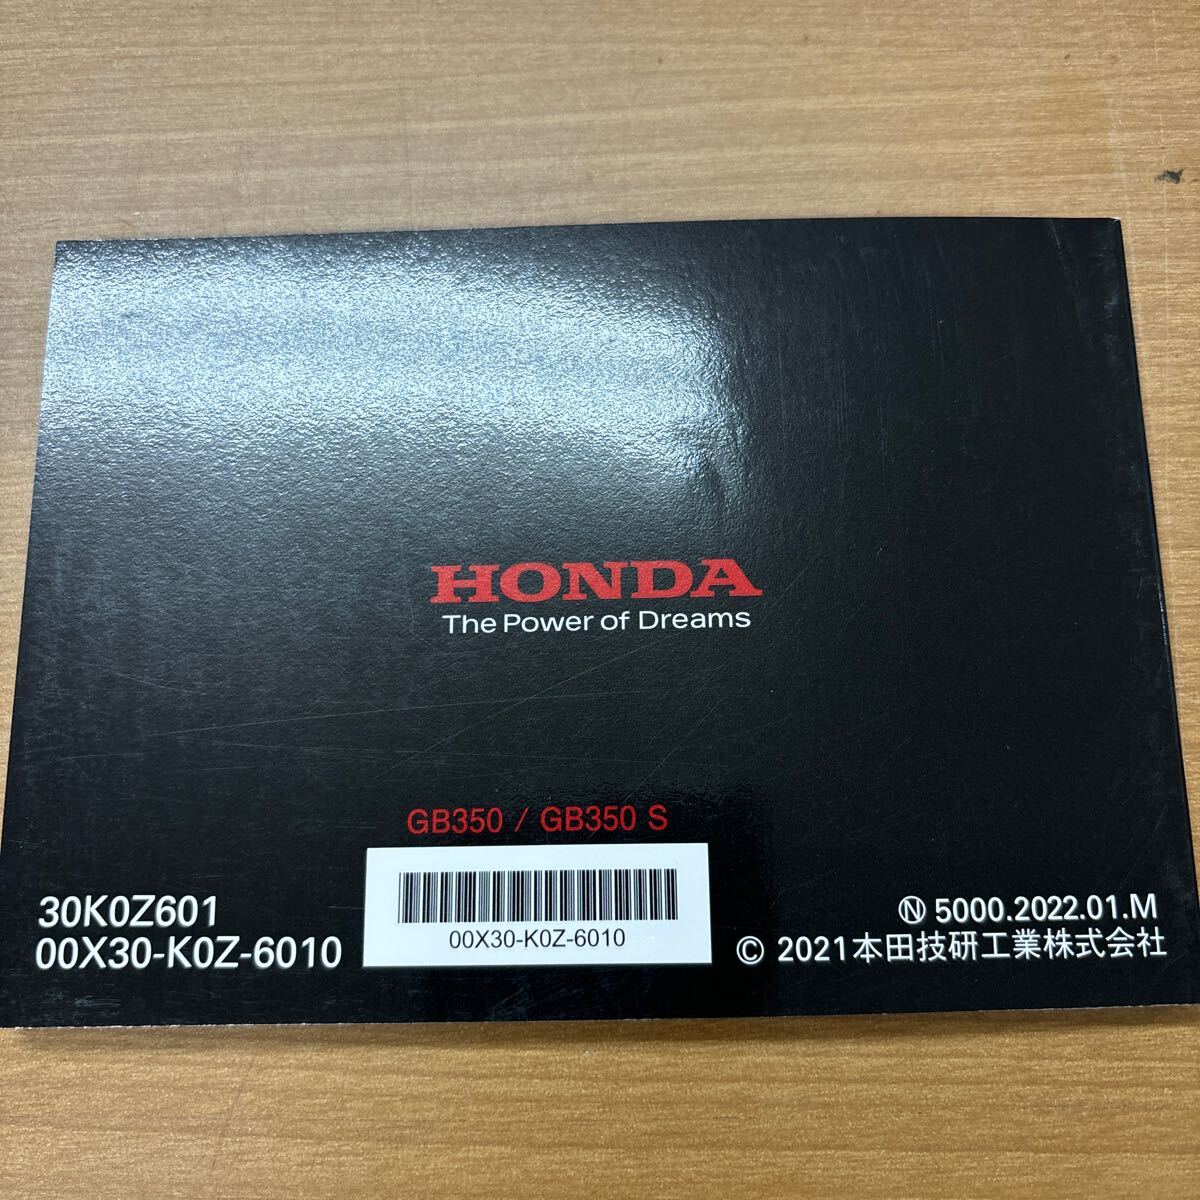 HONDA
The Power of Dreams
GB350 / GB350 S
30K0Z601
00X30-K0Z-6010
00X30-K0Z-6010
Ⓝ 5000.2022.01.M
© 2021本田技研工業株式会社